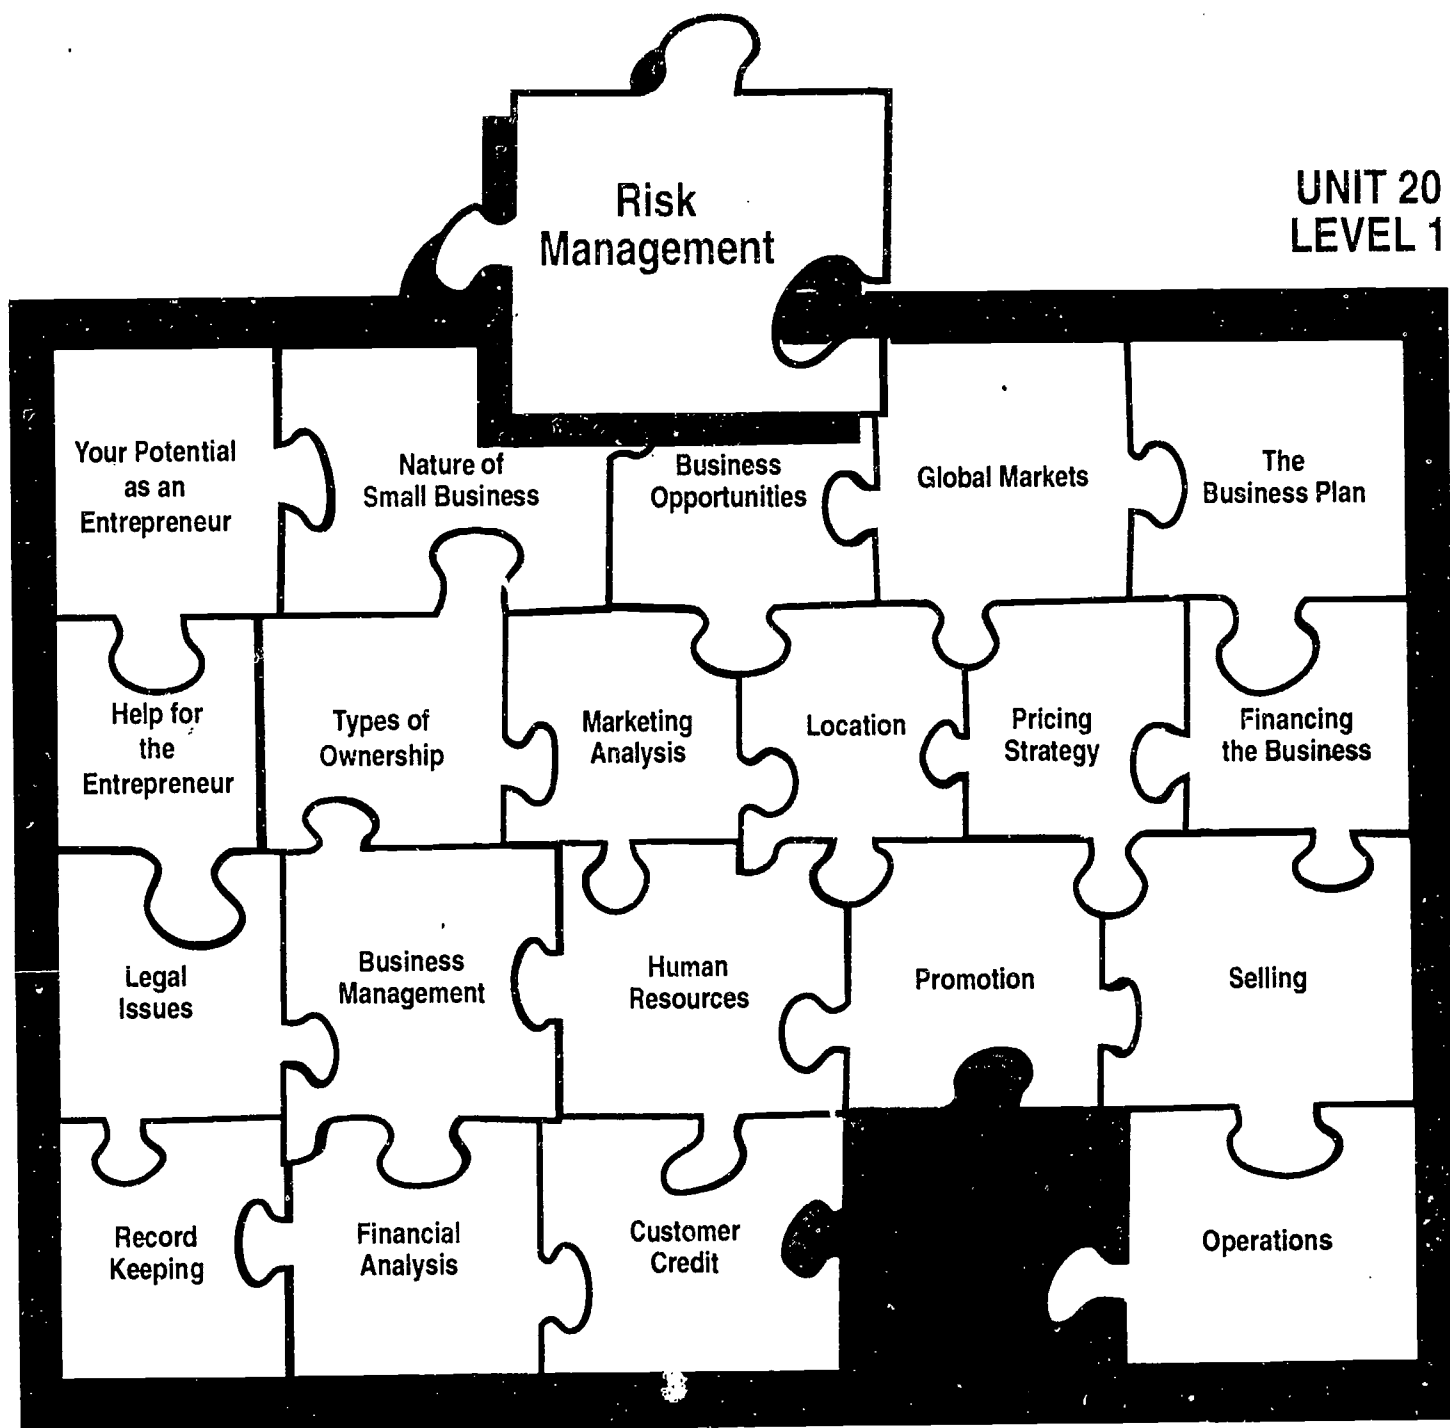 Risk
Management
UNIT 20
LEVEL 1
Your Potential
as an
Entrepreneur
Nature of
Small Business
Business
Opportunities
Global Markets
The
Business Plan
Help for
the
Entrepreneur
Types of
Ownership
Marketing
Analysis
Location
Pricing
Strategy
Financing
the Business
Legal
Issues
Business
Management
Human
Resources
Promotion
Selling
Record
Keeping
Financial
Analysis
Customer
Credit
Operations